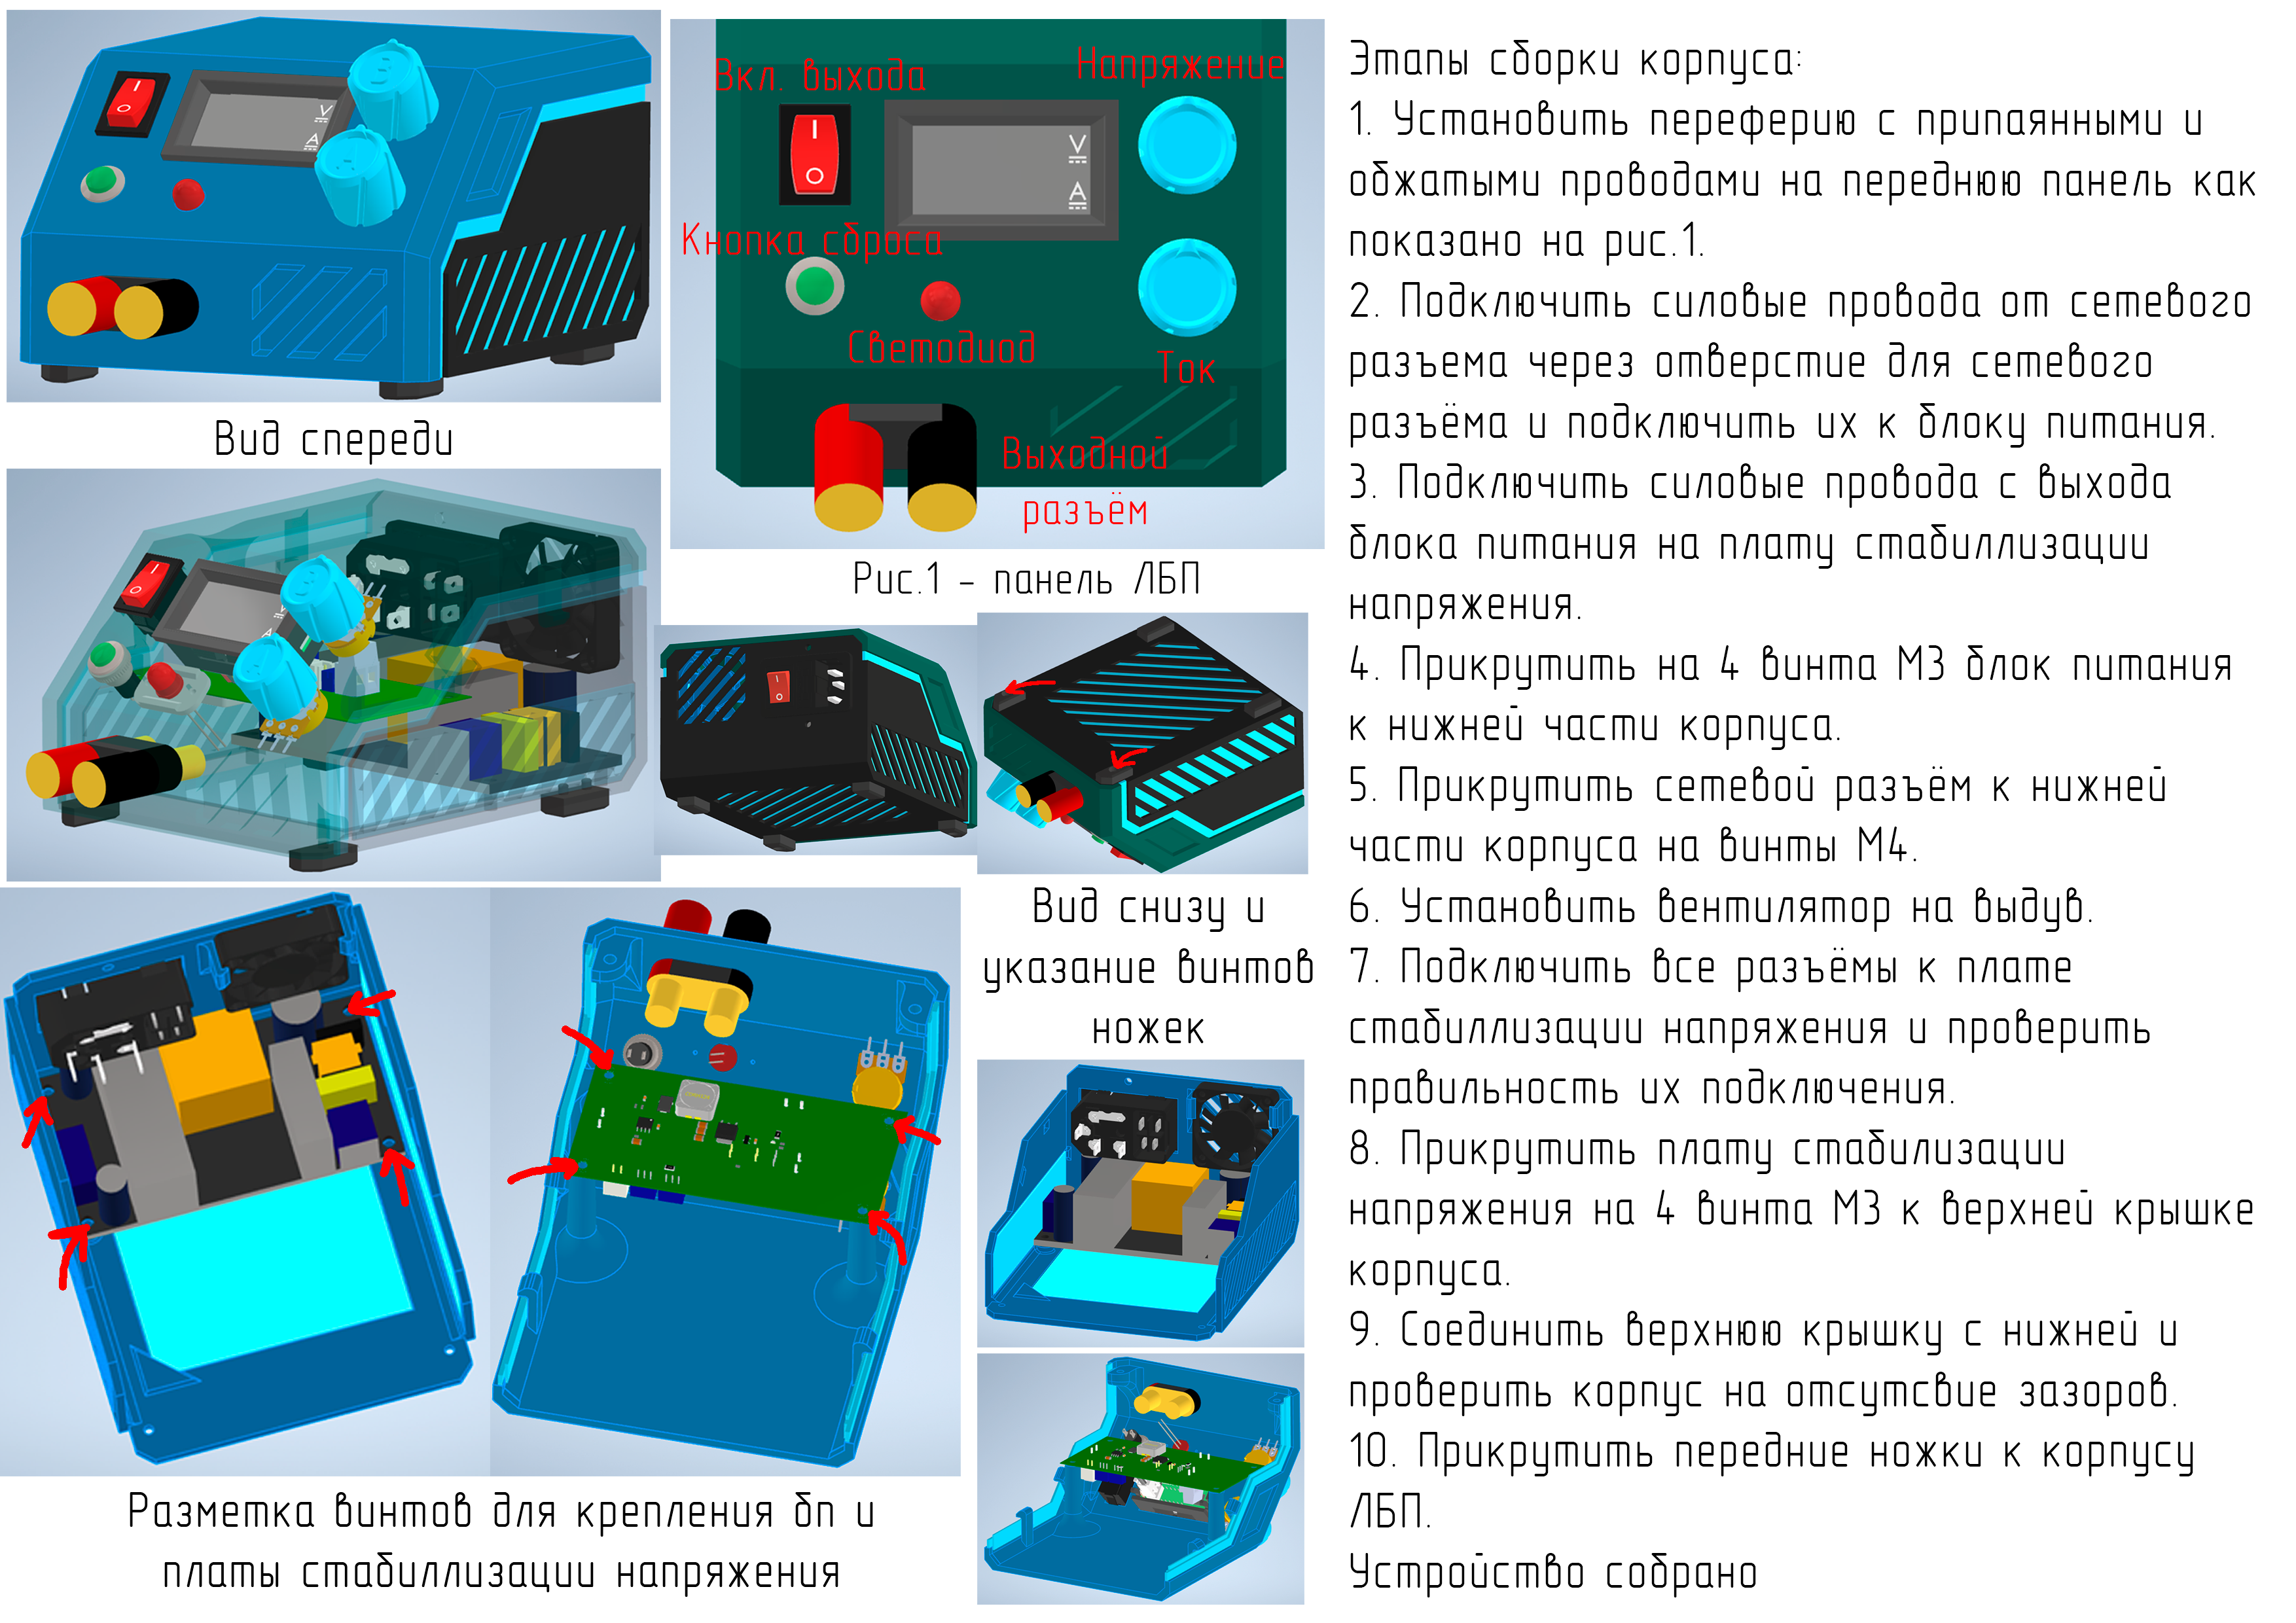 Вкл. выхода
Напряжение
Кнопка сброса
Светодиод
Ток
Выходной
разъём
Вид спереди
Рис.1 – панель ЛБП
Вид снизу и
указание винтов
ножек
Разметка винтов для крепления бп и
платы стабиллизации напряжения
Этапы сборки корпуса:
1. Установить переферию с припаянными и
обжатыми проводами на переднюю панель как
показано на рис.1.
2. Подключить силовые провода от сетевого
разъема через отверстие для сетевого
разъёма и подключить их к блоку питания.
3. Подключить силовые провода с выхода
блока питания на плату стабиллизации
напряжения.
4. Прикрутить на 4 винта М3 блок питания
к нижней части корпуса.
5. Прикрутить сетевой разъём к нижней
части корпуса на винты М4.
6. Установить вентилятор на выдув.
7. Подключить все разъёмы к плате
стабиллизации напряжения и проверить
правильность их подключения.
8. Прикрутить плату стабилизации
напряжения на 4 винта М3 к верхней крышке
корпуса.
9. Соединить верхнюю крышку с нижней и
проверить корпус на отсутсвие зазоров.
10. Прикрутить передние ножки к корпусу
ЛБП.
Устройство собрано
V
A
V
A